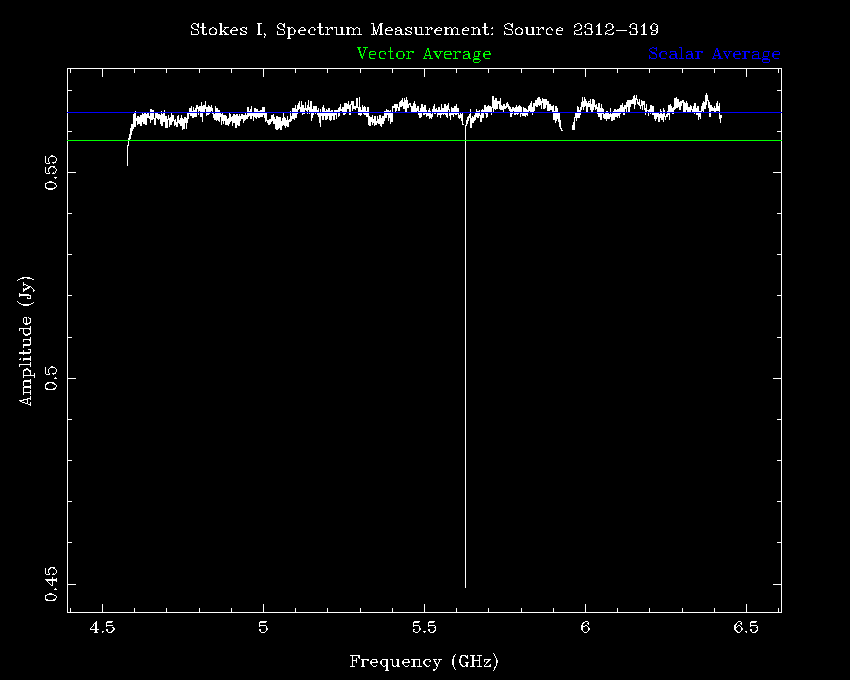 Stokes I, Spectrum Measurement: Source 2312−319
Vector Average Scalar Average
0.55
0.5
0.45
Amplitude (Jy)
4.5 5 5.5 6 6.5
Frequency (GHz)